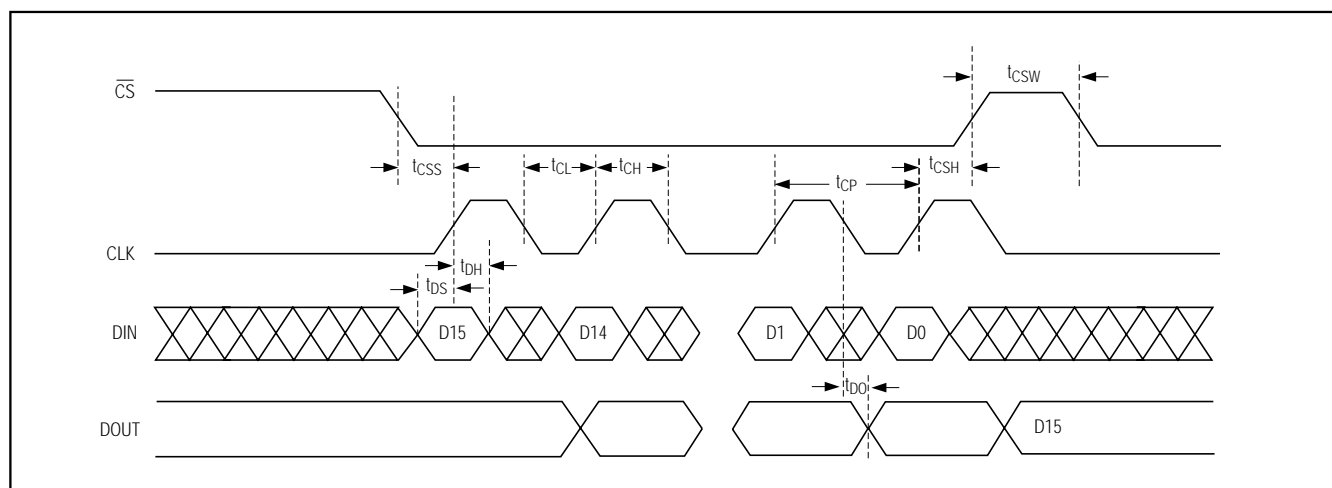 CS
tCSW
tCSS
tCL
tCH
tCSH
tCP
CLK
tDH
tDS
DIN
D15
D14
D1
D0
tDO
DOUT
D15